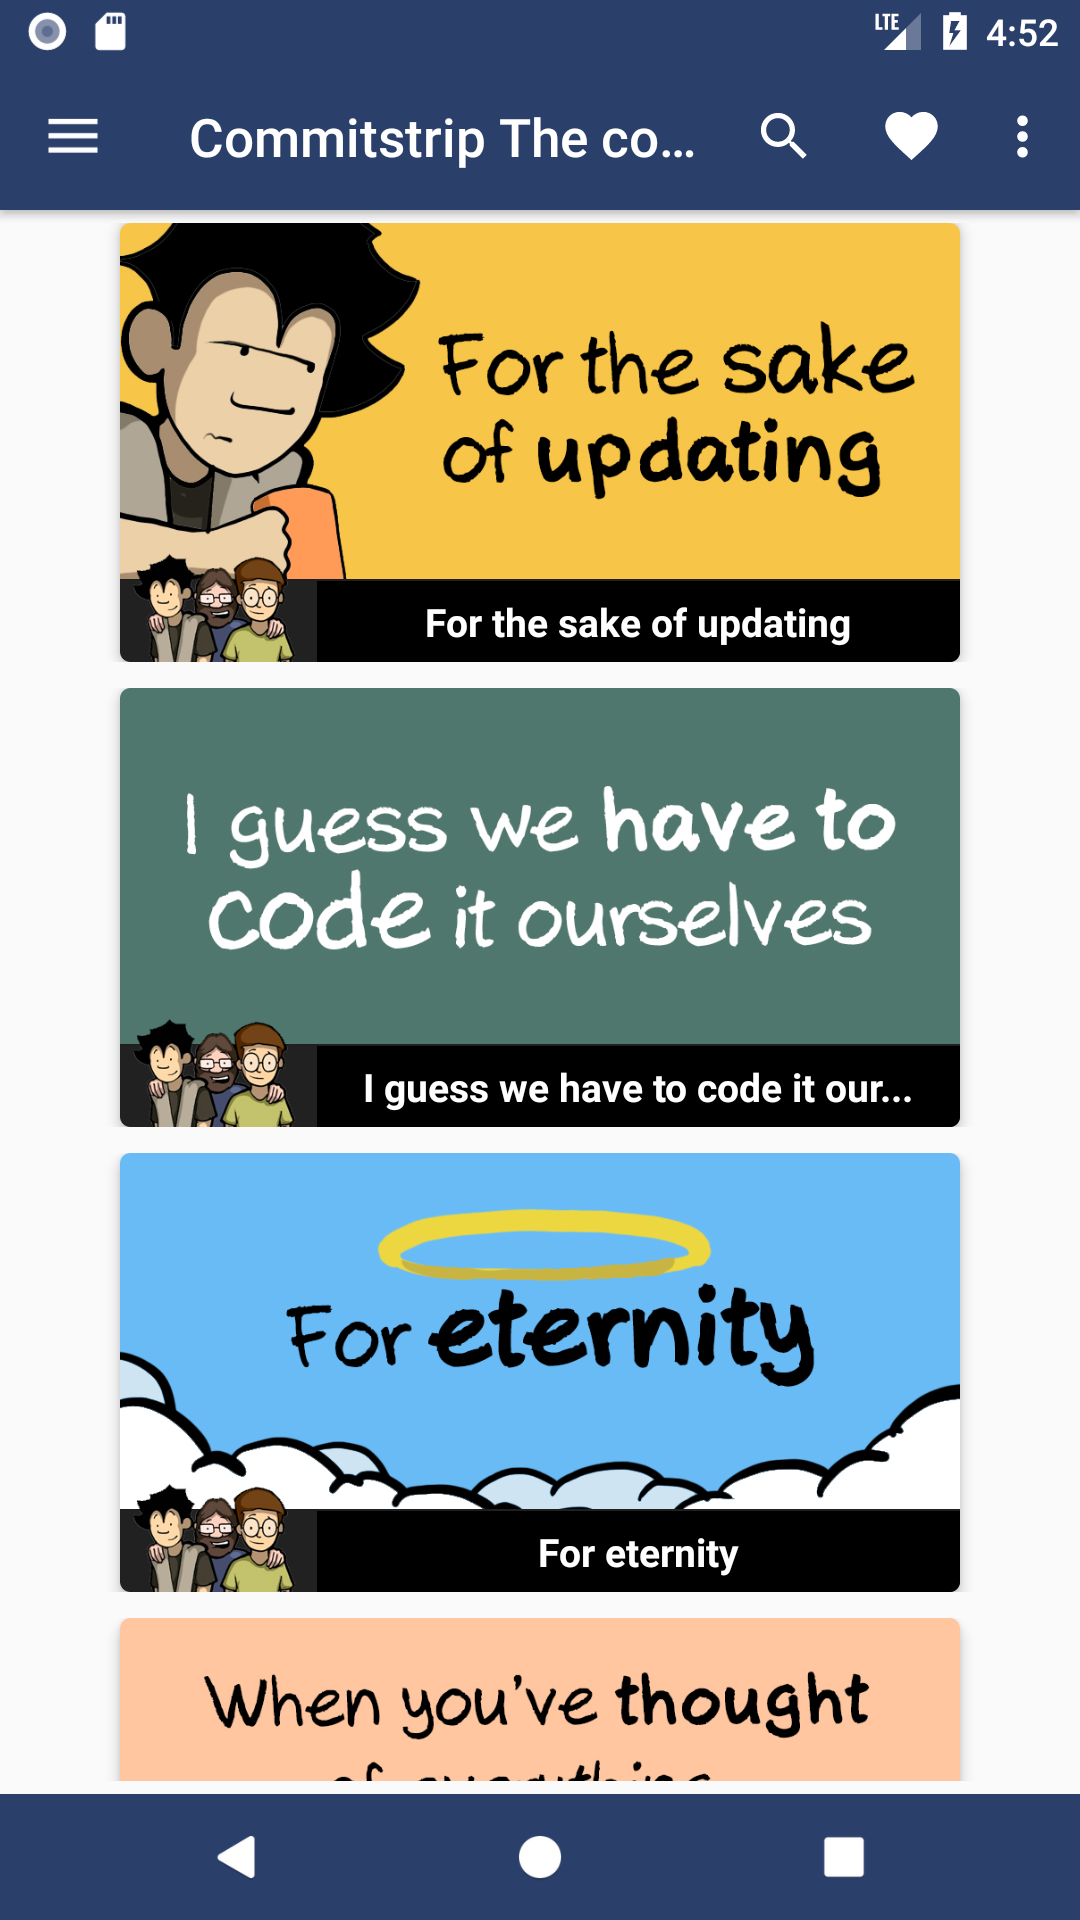 LTE 4:52
Commitstrip The co...
For the sake
of updating
For the sake of updating
I guess we have to
code it ourselves
I guess we have to code it our...
For eternity
For eternity
When you've thought
of everything